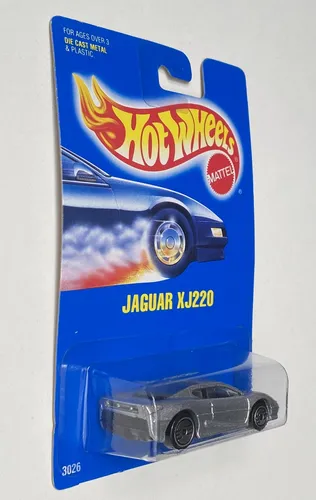 FOR AGES OVER 3
DIE CAST METAL
& PLASTIC
HOT WHEELS
MATTEL
JAGUAR XJ220
3026